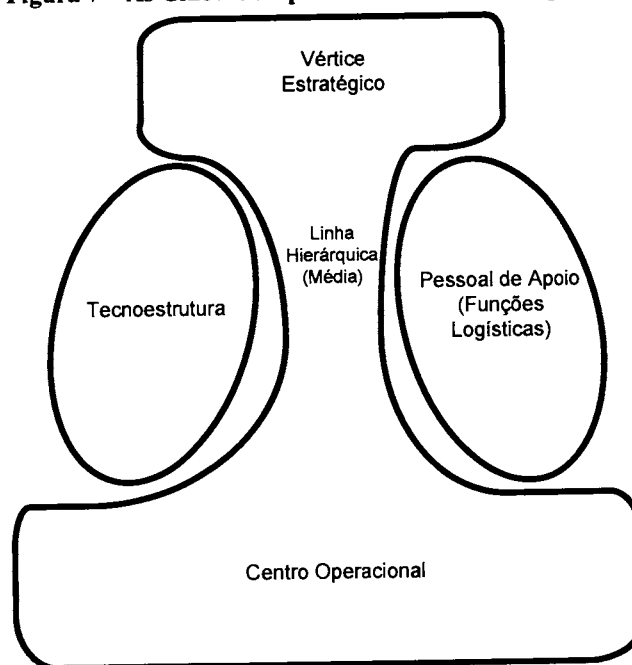 Vértice
Estratégico
Linha
Hierárquica
(Média)
Tecnoestrutura
Pessoal de Apoio
(Funções
Logísticas)
Centro Operacional